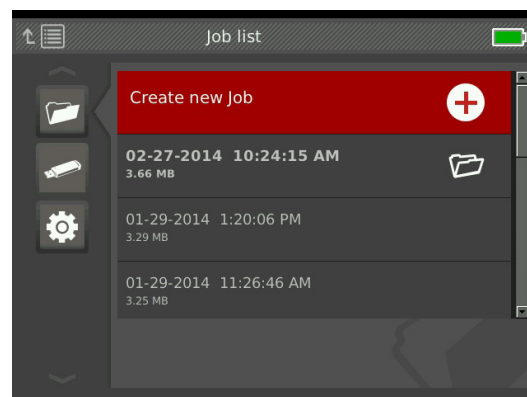 Job list
Create new Job
02-27-2014 10:24:15 AM
3.66 MB
01-29-2014 1:20:06 PM
3.29 MB
01-29-2014 11:26:46 AM
3.25 MB